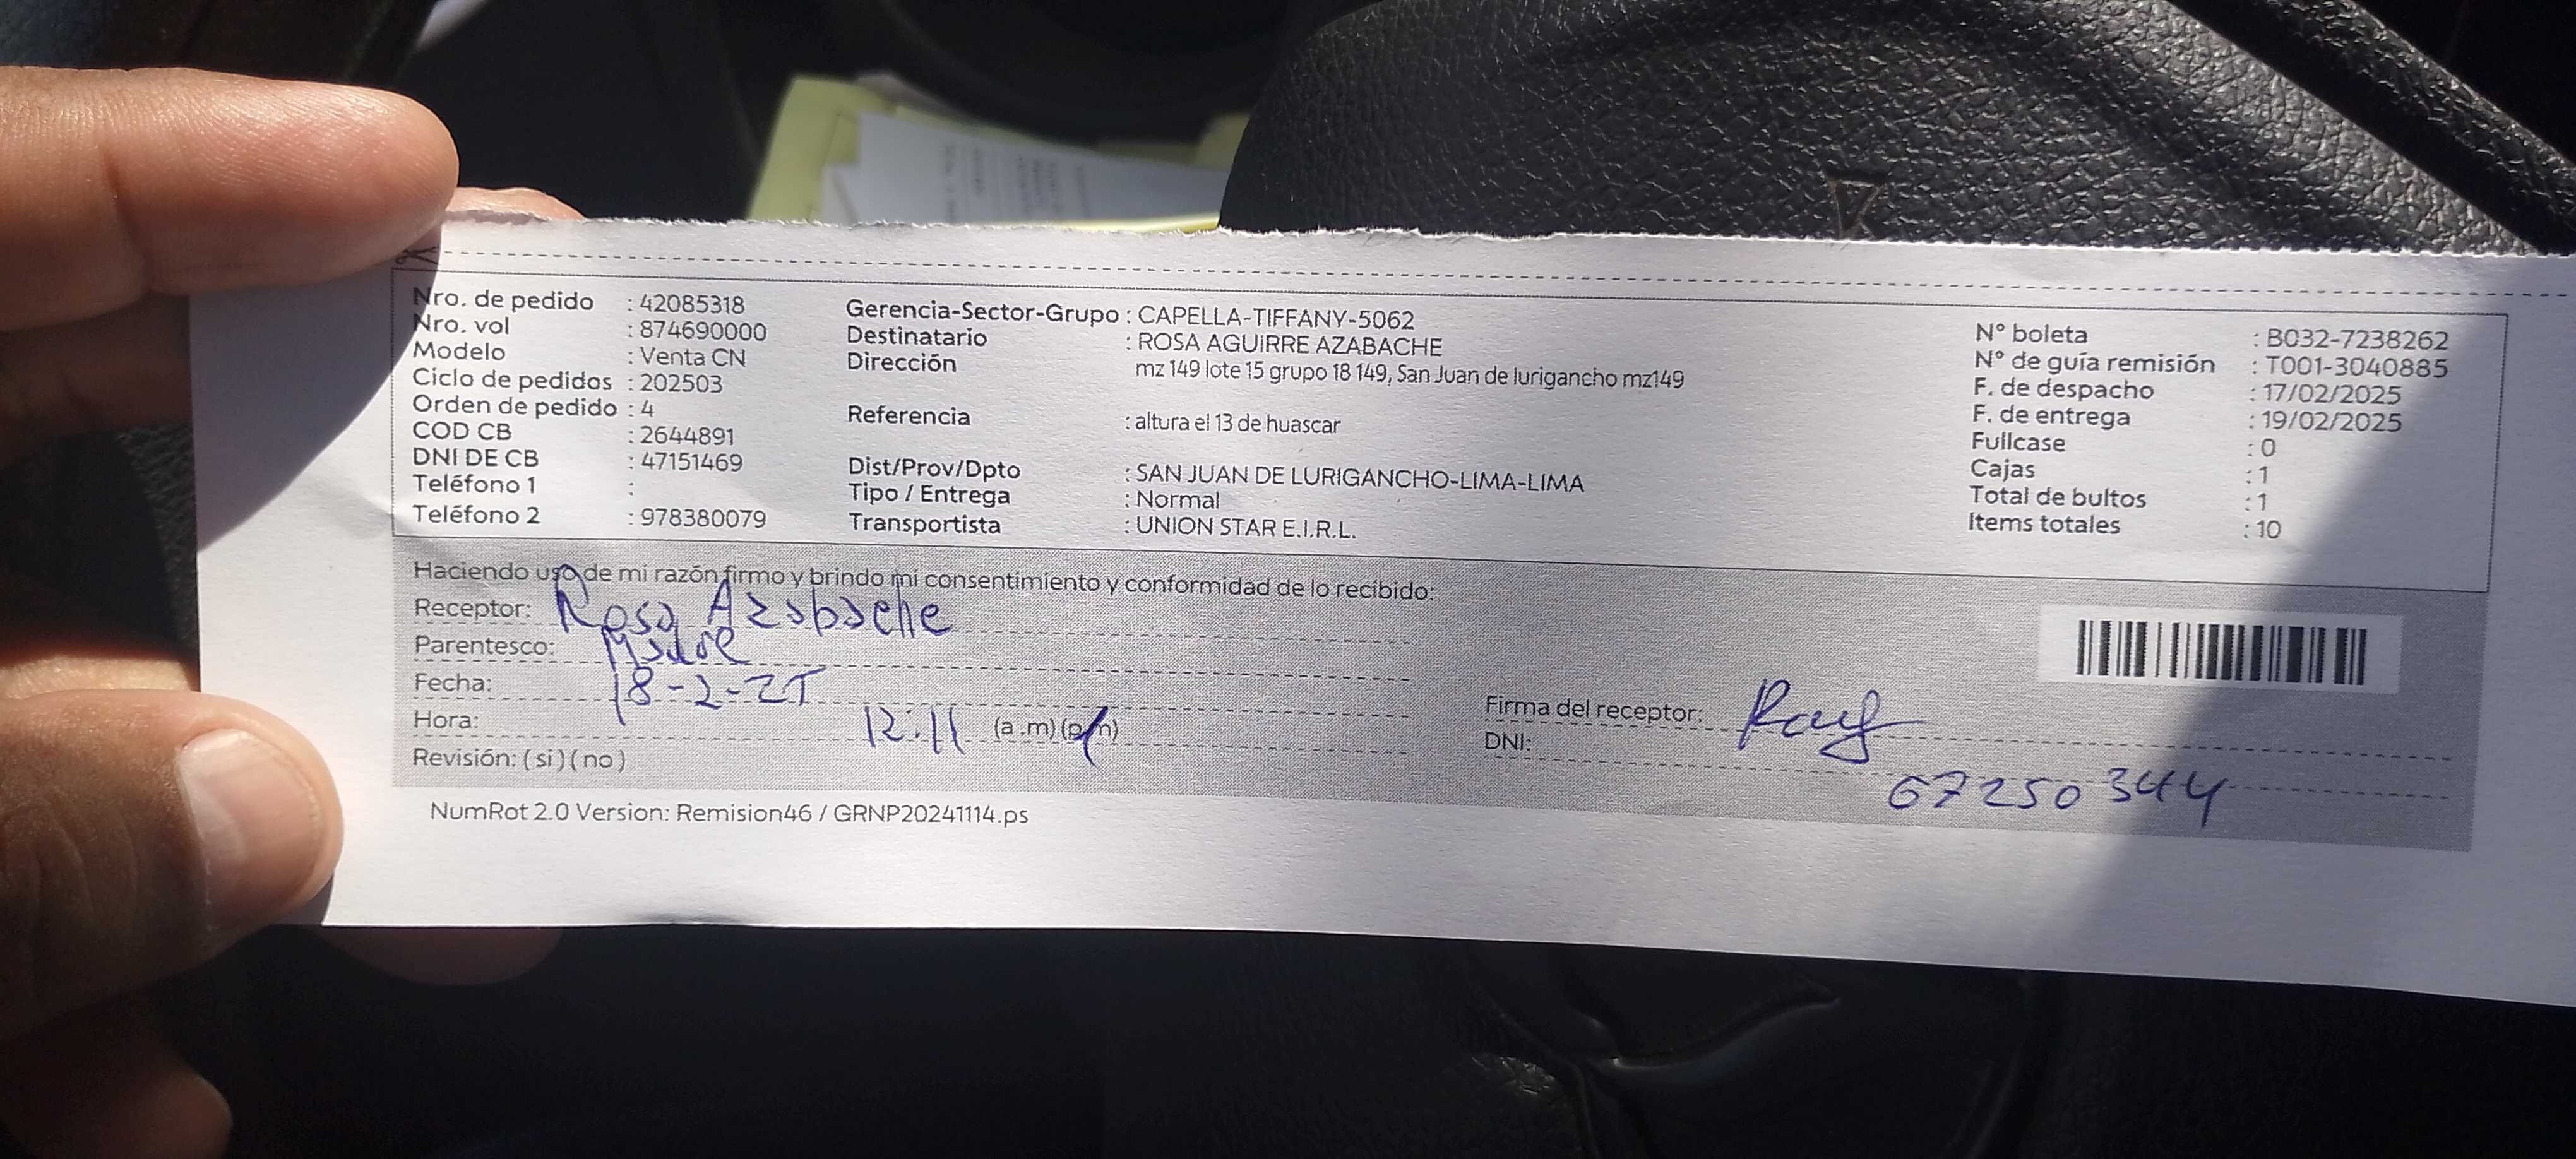 Nro. de pedido : 42085318
Nro. vol : 874690000
Modelo : Venta CN
Ciclo de pedidos : 202503
Orden de pedido : 4
COD CB : 2644891
DNI DE CB : 47151469
Teléfono 1 :
Teléfono 2 : 978380079
Gerencia-Sector-Grupo : CAPELLA-TIFFANY-5062
Destinatario : ROSA AGUIRRE AZABACHE
Dirección mz 149 lote 15 grupo 18 149, San Juan de lurigancho mz149
Referencia : altura el 13 de huascar
Dist/Prov/Dpto : SAN JUAN DE LURIGANCHO-LIMA-LIMA
Tipo / Entrega : Normal
Transportista : UNION STAR E.I.R.L.
N° boleta : B032-7238262
N° de guía remisión : T001-3040885
F. de despacho : 17/02/2025
F. de entrega : 19/02/2025
Fullcase : 0
Cajas : 1
Total de bultos : 1
Items totales : 10
Haciendo uso de mi razón firmo y brindo mi consentimiento y conformidad de lo recibido:
Receptor: Rosa Azabache
Parentesco: Madre
Fecha: 18-2-25
Hora: 12:11 (a.m) (p.m)
Revisión: ( si ) ( no )
Firma del receptor:
DNI: 67250344
NumRot 2.0 Version: Remision46 / GRNP20241114.ps